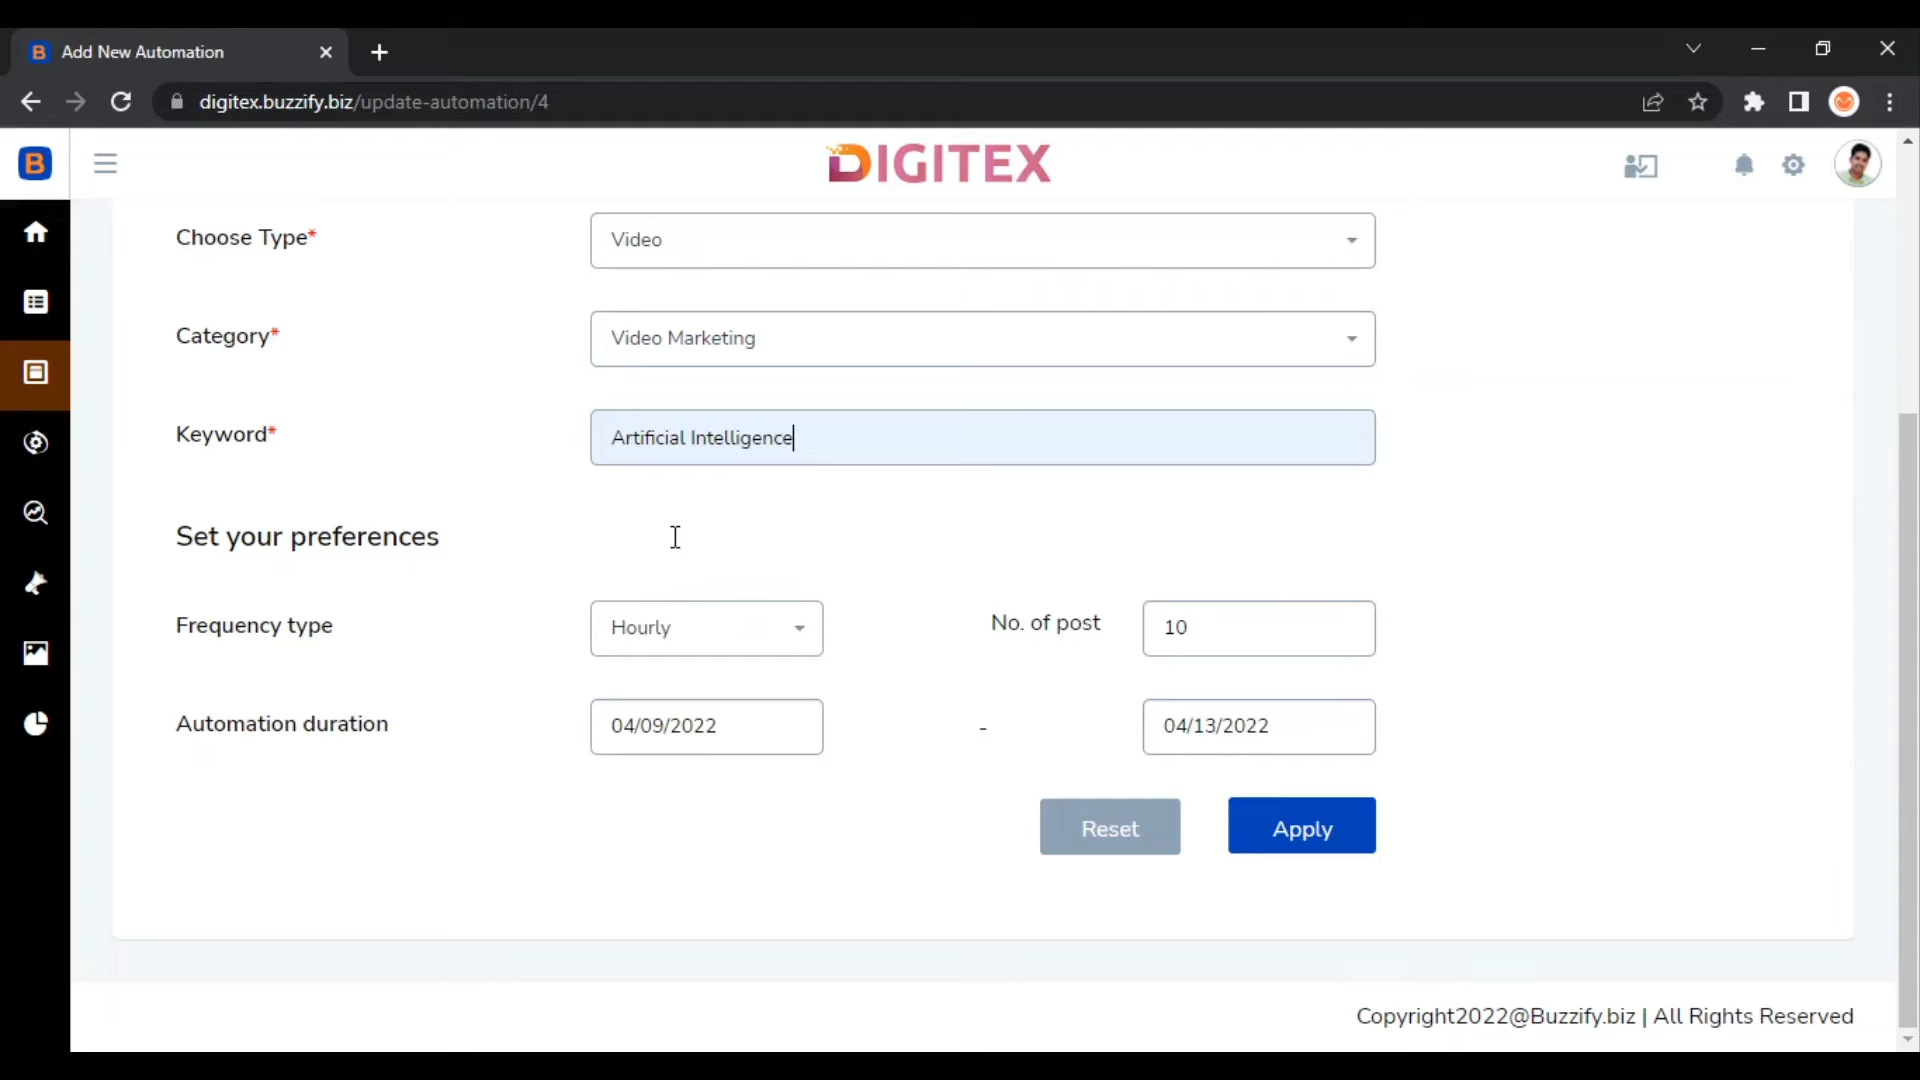 B Add New Automation
digitex.buzzify.biz/update-automation/4
B
DIGITEX
Choose Type*
Video
Category*
Video Marketing
Keyword*
Artificial Intelligence
Set your preferences
Frequency type
Hourly
No. of post
10
Automation duration
04/09/2022
-
04/13/2022
Reset
Apply
Copyright2022@Buzzify.biz | All Rights Reserved